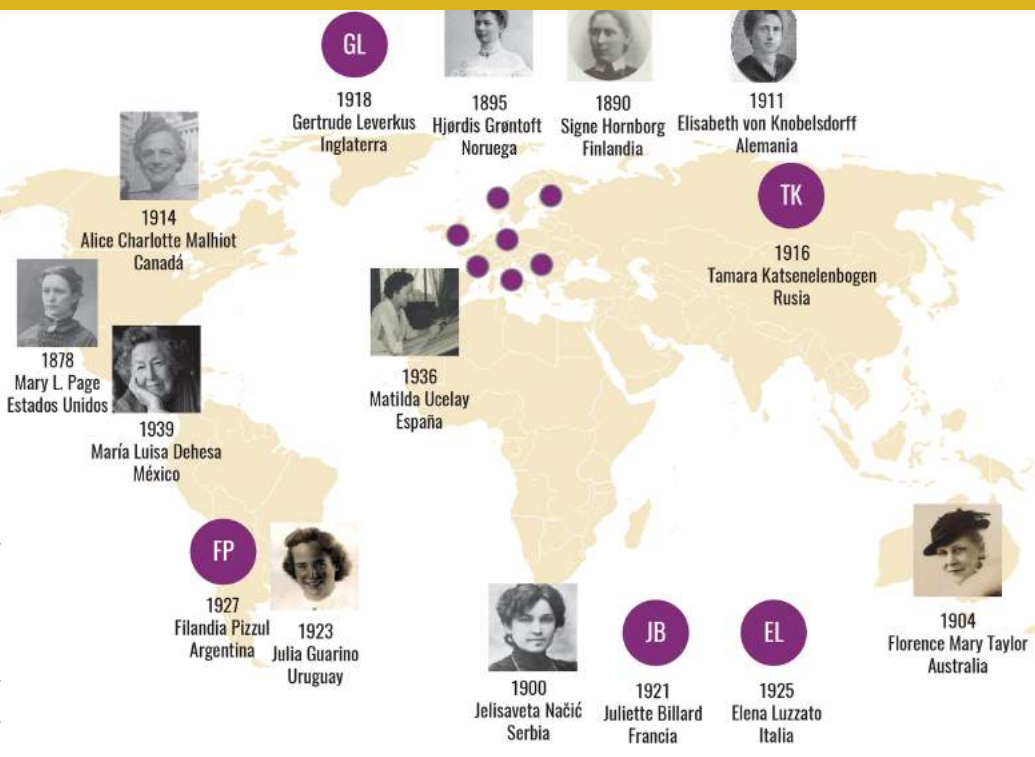 GL
1918
Gertrude Leverkus
Inglaterra
1895
Hjørdis Grøntoft
Noruega
1890
Signe Hornborg
Finlandia
1911
Elisabeth von Knobelsdorff
Alemania
1914
Alice Charlotte Malhiot
Canadá
TK
1916
Tamara Katsenelenbogen
Rusia
1878
Mary L. Page
Estados Unidos
1939
María Luisa Dehesa
México
1936
Matilda Ucelay
España
FP
1927
Filandia Pizzul
Argentina
1923
Julia Guarino
Uruguay
1900
Jelisaveta Načić
Serbia
JB
1921
Juliette Billard
Francia
EL
1925
Elena Luzzato
Italia
1904
Florence Mary Taylor
Australia